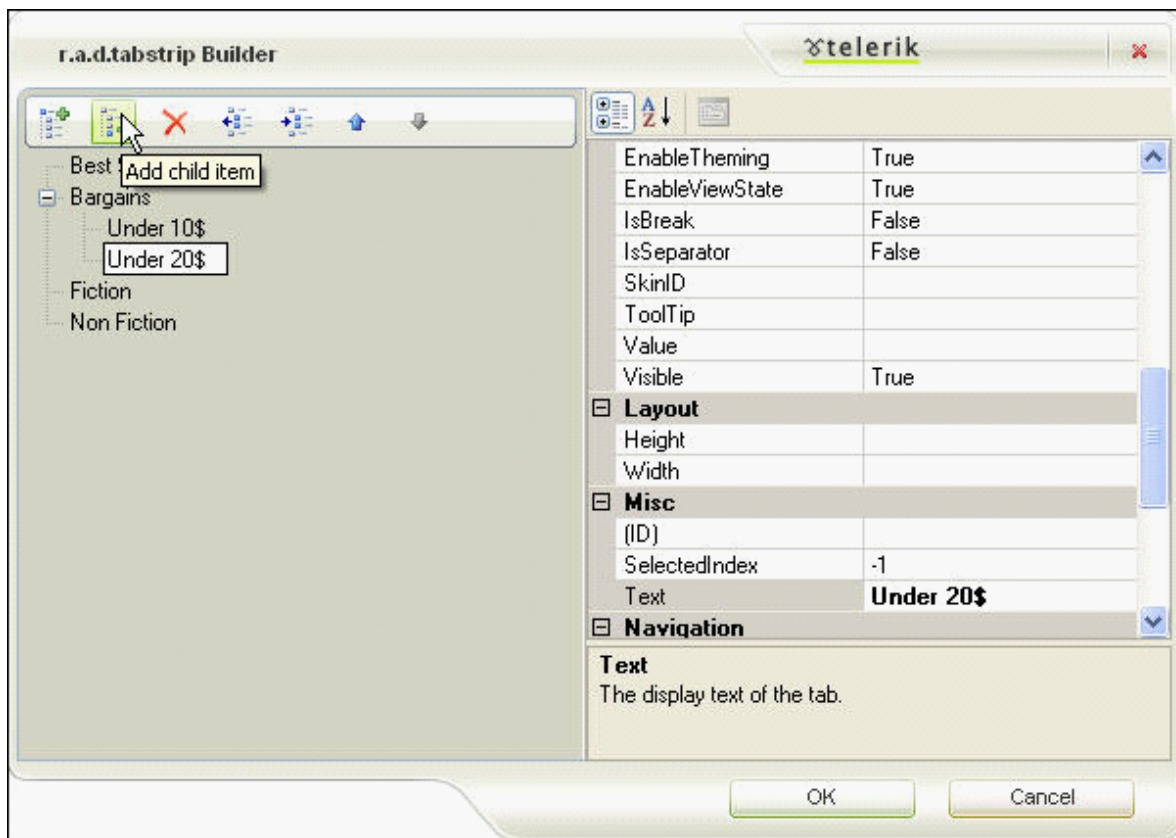 r.a.d.tabstrip Builder
telerik
Best
Add child item
Bargains
Under 10$
Under 20$
Fiction
Non Fiction
A
Z
EnableTheming True
EnableViewState True
IsBreak False
IsSeparator False
SkinID
ToolTip
Value
Visible True
Layout
Height
Width
Misc
(ID)
SelectedIndex -1
Text Under 20$
Navigation
Text
The display text of the tab.
OK
Cancel